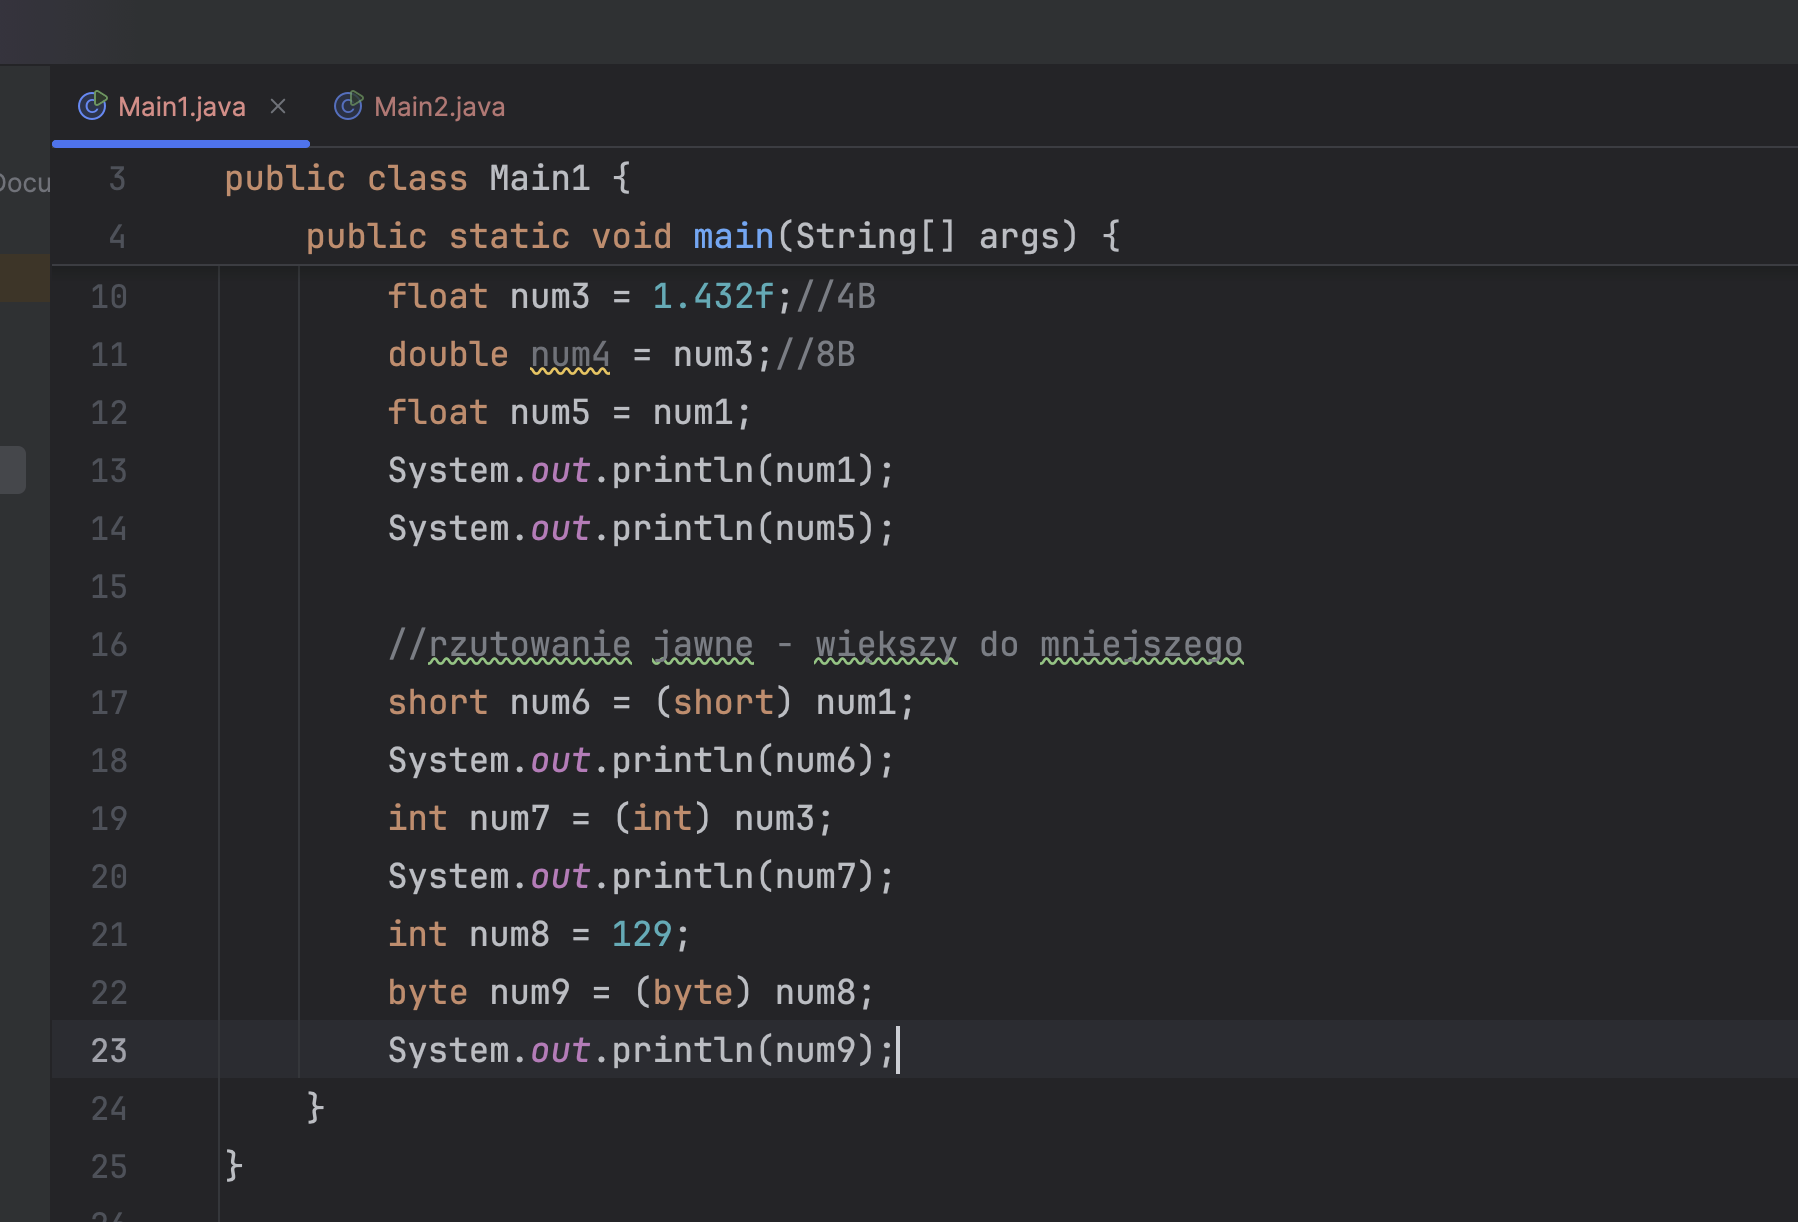 Main1.java
Main2.java
Docu
3 public class Main1 {
4 public static void main(String[] args) {
10 float num3 = 1.432f;//4B
11 double num4 = num3;//8B
12 float num5 = num1;
13 System.out.println(num1);
14 System.out.println(num5);
15
16 //rzutowanie jawne - większy do mniejszego
17 short num6 = (short) num1;
18 System.out.println(num6);
19 int num7 = (int) num3;
20 System.out.println(num7);
21 int num8 = 129;
22 byte num9 = (byte) num8;
23 System.out.println(num9);
24 }
25 }